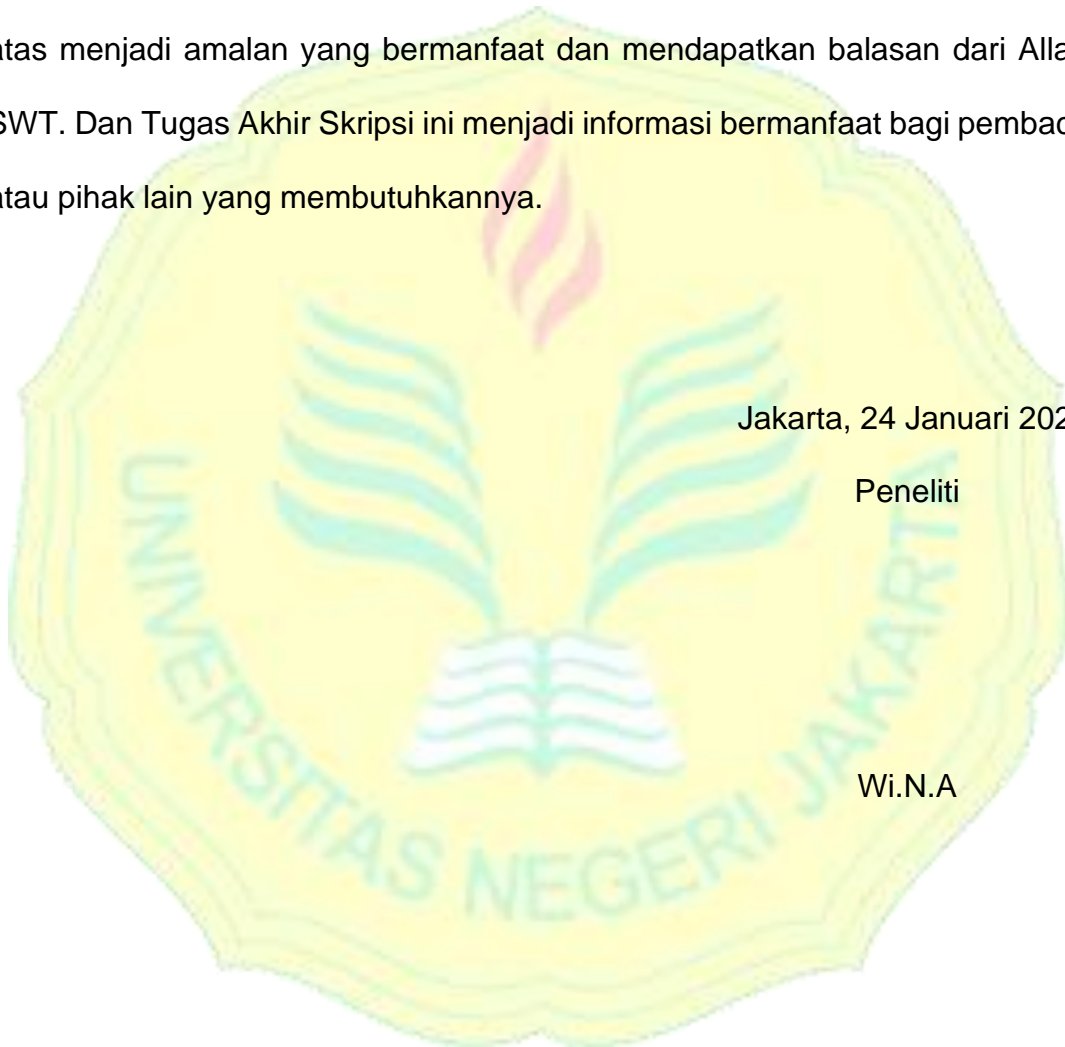 atas menjadi amalan yang bermanfaat dan mendapatkan balasan dari Alla
SWT. Dan Tugas Akhir Skripsi ini menjadi informasi bermanfaat bagi pembac
atau pihak lain yang membutuhkannya.
Jakarta, 24 Januari 202
Peneliti
Wi.N.A
UNIVERSITAS NEGERI JAKARTA